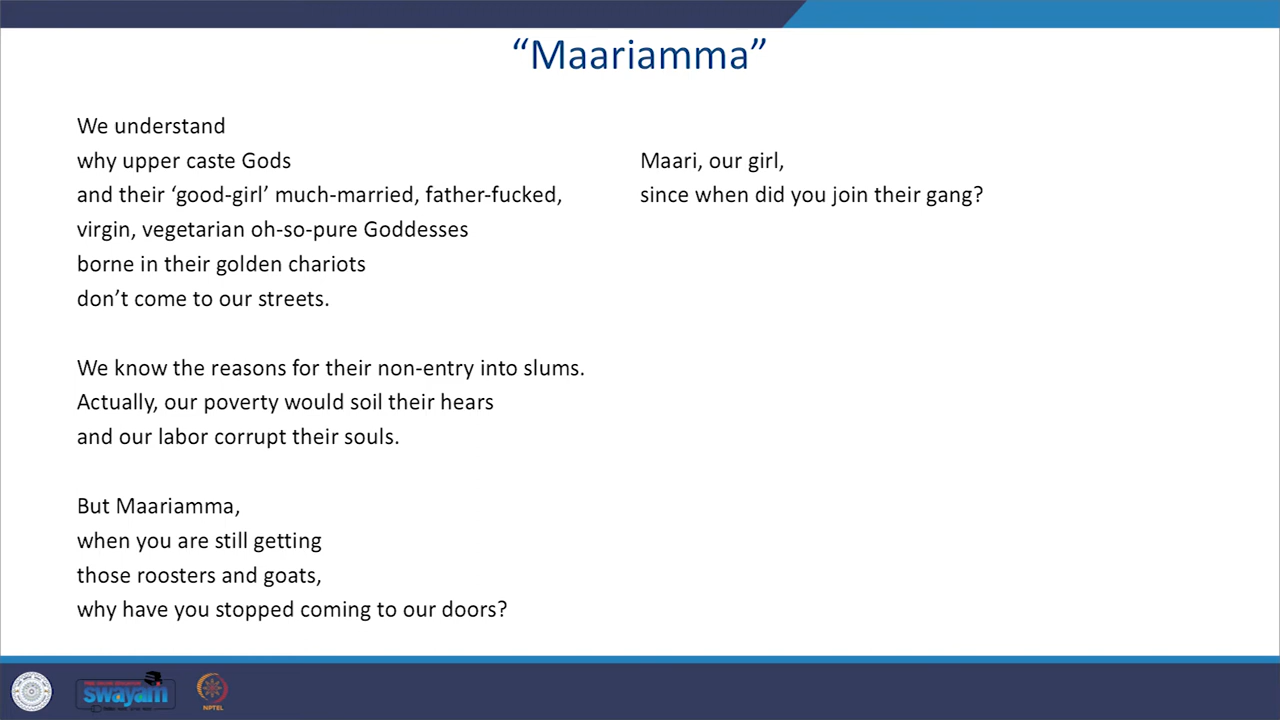 “Maariamma”
We understand
why upper caste Gods
and their ‘good-girl’ much-married, father-fucked,
virgin, vegetarian oh-so-pure Goddesses
borne in their golden chariots
don’t come to our streets.
We know the reasons for their non-entry into slums.
Actually, our poverty would soil their hears
and our labor corrupt their souls.
But Maariamma,
when you are still getting
those roosters and goats,
why have you stopped coming to our doors?
Maari, our girl,
since when did you join their gang?
swayam
NPTEL